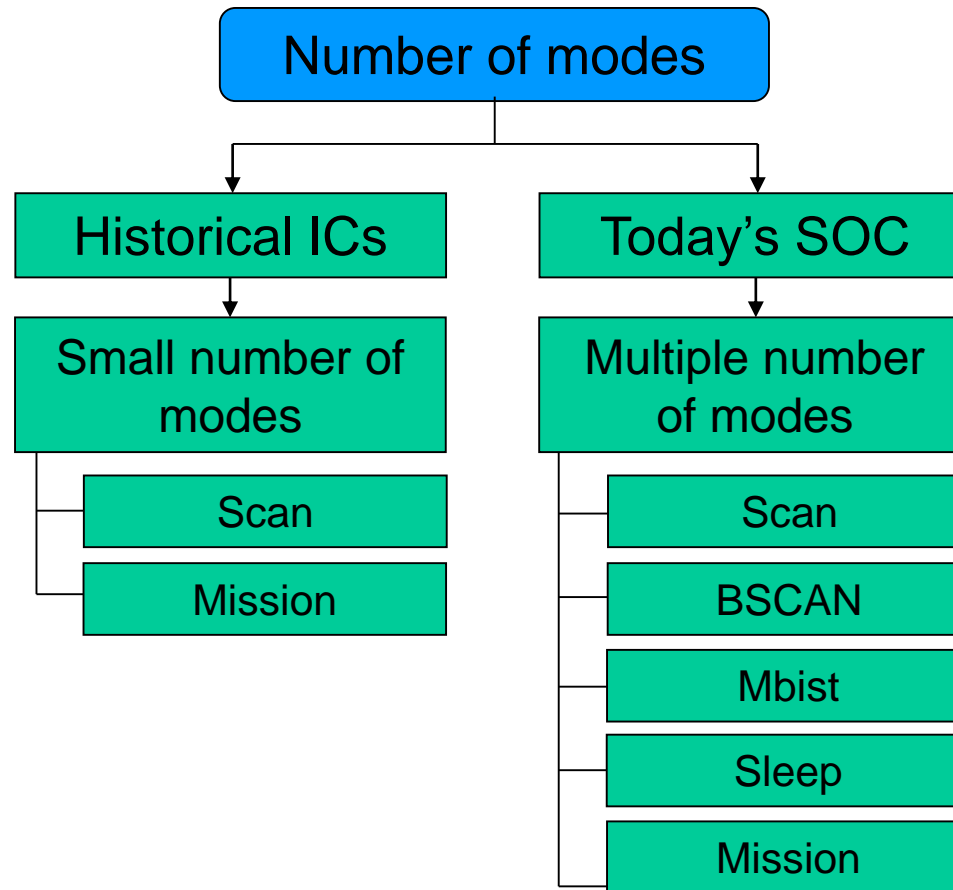 Number of modes
Historical ICs
Small number of
modes
Scan
Mission
Today’s SOC
Multiple number
of modes
Scan
BSCAN
Mbist
Sleep
Mission